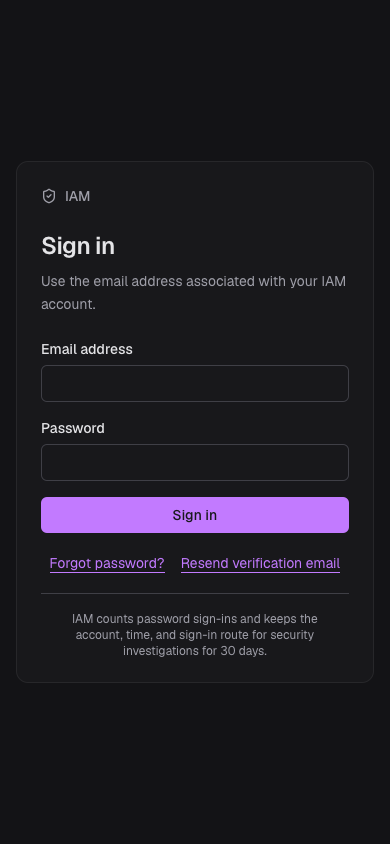 IAM
Sign in
Use the email address associated with your IAM
account.
Email address
Password
Sign in
Forgot password? Resend verification email
IAM counts password sign-ins and keeps the
account, time, and sign-in route for security
investigations for 30 days.